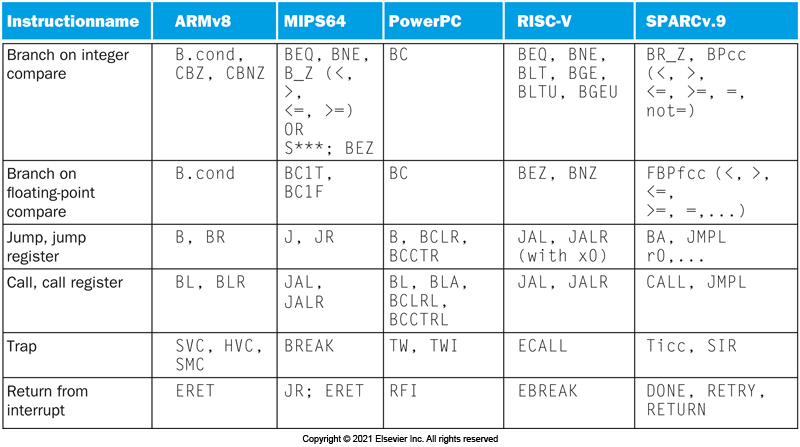 Instructionname ARMv8 MIPS64 PowerPC RISC-V SPARCv.9
Branch on integer compare
B.cond,
CBZ, CBNZ
BEQ, BNE,
B_Z (<,
>,
<=, >=)
OR
S***; BEZ
BC
BEQ, BNE,
BLT, BGE,
BLTU, BGEU
BR_Z, BPcc
(<, >,
<=, >=, =,
not=)
Branch on
floating-point
compare
B.cond
BC1T,
BC1F
BC
BEZ, BNZ
FBPfcc (<, >,
<=,
>=, =,...)
Jump, jump
register
B, BR
J, JR
B, BCLR,
BCCTR
JAL, JALR
(with x0)
BA, JMPL
r0,...
Call, call register
BL, BLR
JAL,
JALR
BL, BLA,
BCLRL,
BCCTRL
JAL, JALR
CALL, JMPL
Trap
SVC, HVC,
SMC
BREAK
TW, TWI
ECALL
Ticc, SIR
Return from
interrupt
ERET
JR; ERET
RFI
EBREAK
DONE, RETRY,
RETURN
Copyright © 2021 Elsevier Inc. All rights reserved